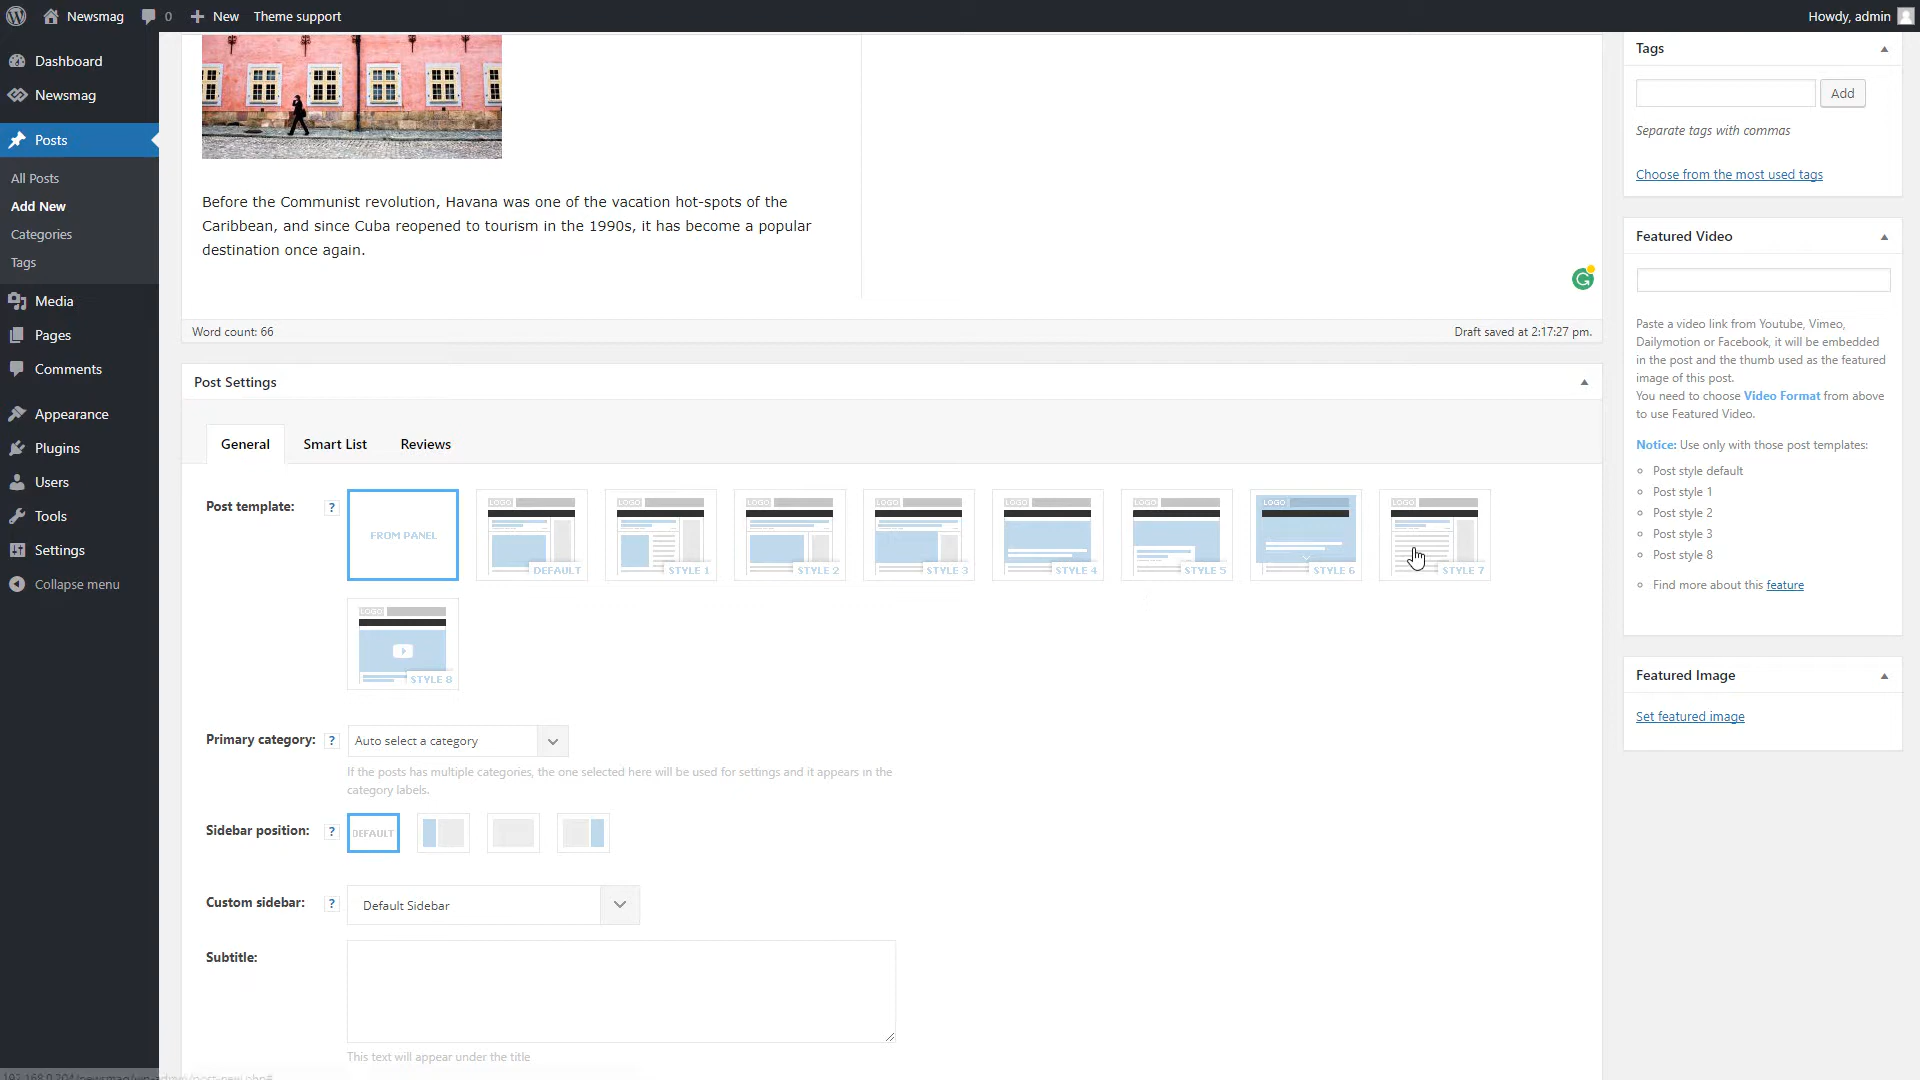 Newsmag
0
New
Theme support
Howdy, admin
Dashboard
Newsmag
Posts
All Posts
Add New
Categories
Tags
Media
Pages
Comments
Appearance
Plugins
Users
Tools
Settings
Collapse menu
Before the Communist revolution, Havana was one of the vacation hot-spots of the
Caribbean, and since Cuba reopened to tourism in the 1990s, it has become a popular
destination once again.
Word count: 66
Draft saved at 2:17:27 pm.
Post Settings
General
Smart List
Reviews
Post template:
?
FROM PANEL
LOGO
DEFAULT
LOGO
STYLE 1
LOGO
STYLE 2
LOGO
STYLE 3
LOGO
STYLE 4
LOGO
STYLE 5
LOGO
STYLE 6
LOGO
STYLE 7
LOGO
STYLE 8
Primary category:
?
Auto select a category
If the posts has multiple categories, the one selected here will be used for settings and it appears in the
category labels.
Sidebar position:
?
DEFAULT
Custom sidebar:
?
Default Sidebar
Subtitle:
This text will appear under the title
Tags
Add
Separate tags with commas
Choose from the most used tags
Featured Video
Paste a video link from Youtube, Vimeo,
Dailymotion or Facebook, it will be embedded
in the post and the thumb used as the featured
image of this post.
You need to choose Video Format from above
to use Featured Video.
Notice: Use only with those post templates:
Post style default
Post style 1
Post style 2
Post style 3
Post style 8
Find more about this feature
Featured Image
Set featured image